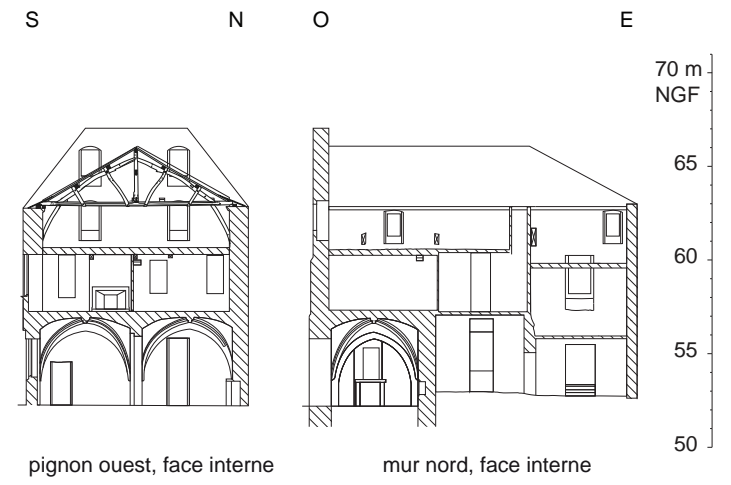 S N O E
70 m
NGF
65
60
55
50
pignon ouest, face interne
mur nord, face interne